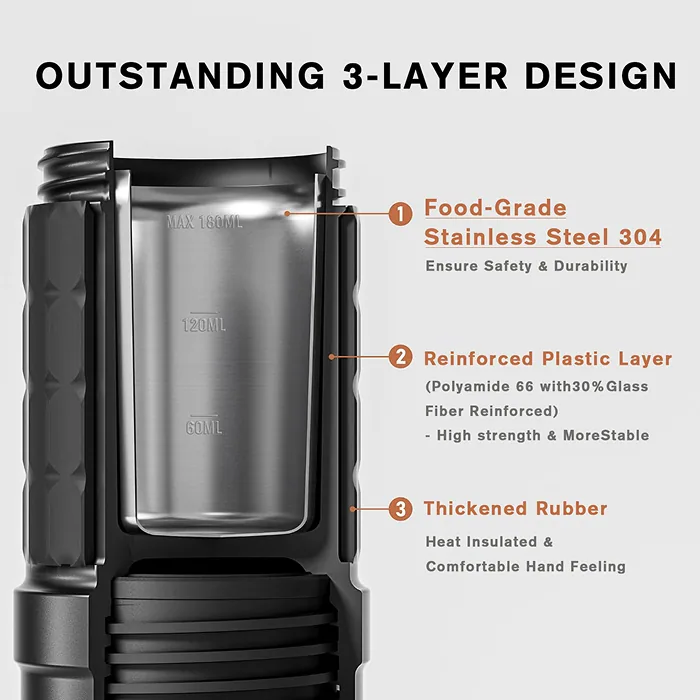 OUTSTANDING 3-LAYER DESIGN
MAX 180ML
120ML
60ML
1 Food-Grade
Stainless Steel 304
Ensure Safety & Durability
2 Reinforced Plastic Layer
(Polyamide 66 with30%Glass
Fiber Reinforced)
- High strength & MoreStable
3 Thickened Rubber
Heat Insulated &
Comfortable Hand Feeling